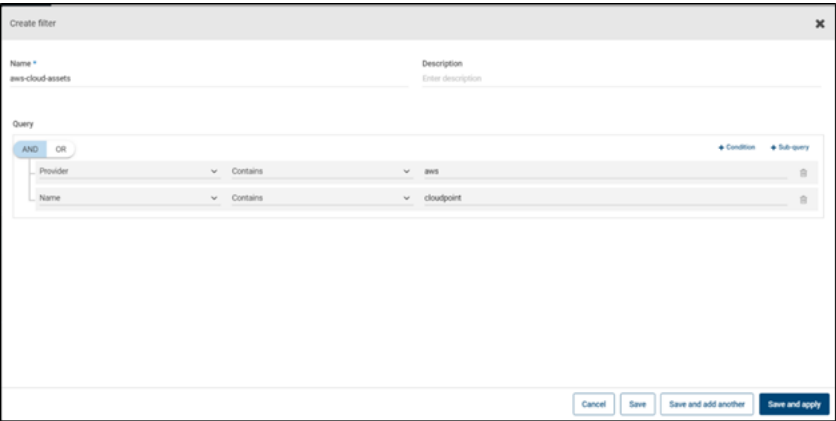 Create filter
Name *
Description
aws-cloud-assets
Enter description
Query
AND OR + Condition + Sub-query
Provider Contains aws
Name Contains cloudpoint
Cancel Save Save and add another Save and apply